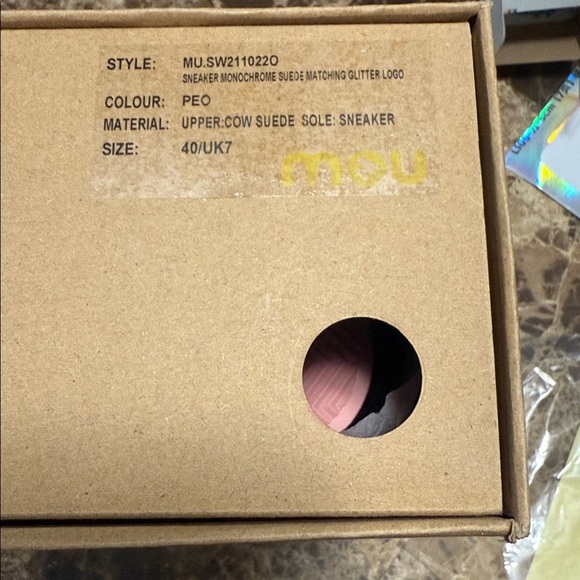 STYLE: MU.SW211022O
SNEAKER MONOCHROME SUEDE MATCHING GLITTER LOGO
COLOUR: PEO
MATERIAL: UPPER:COW SUEDE SOLE: SNEAKER
SIZE: 40/UK7
mou